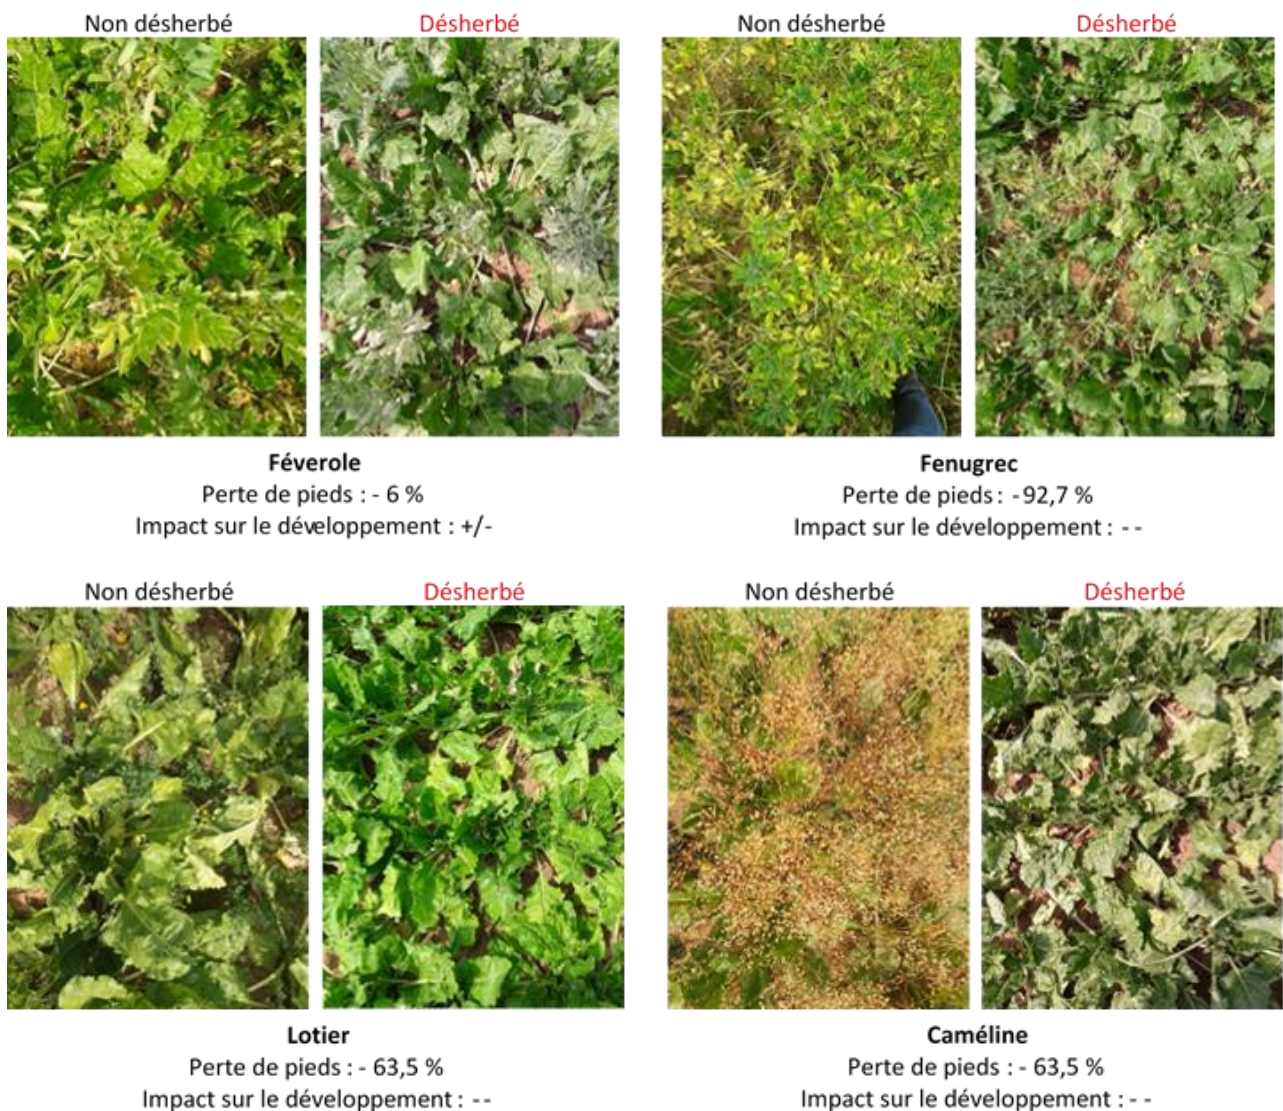 Non désherbé
Désherbé
Non désherbé
Désherbé
Féverole
Perte de pieds : - 6 %
Impact sur le développement : +/-
Fenugrec
Perte de pieds : - 92,7 %
Impact sur le développement : - -
Non désherbé
Désherbé
Non désherbé
Désherbé
Lotier
Perte de pieds : - 63,5 %
Impact sur le développement : - -
Caméline
Perte de pieds : - 63,5 %
Impact sur le développement : - -